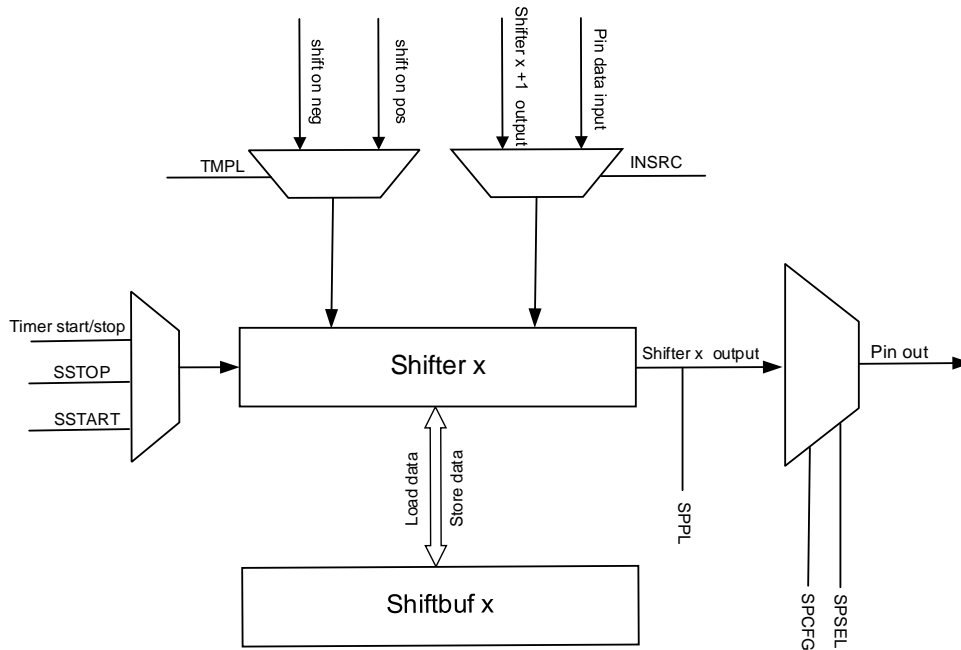 shift on neg
shift on pos
Shifter x +1 output
Pin data input
TMPL
INSRC
Timer start/stop
SSTOP
SSTART
Shifter x
Shifter x output
Pin out
Load data
Store data
SPPL
SPCFG
SPSEL
Shiftbuf x